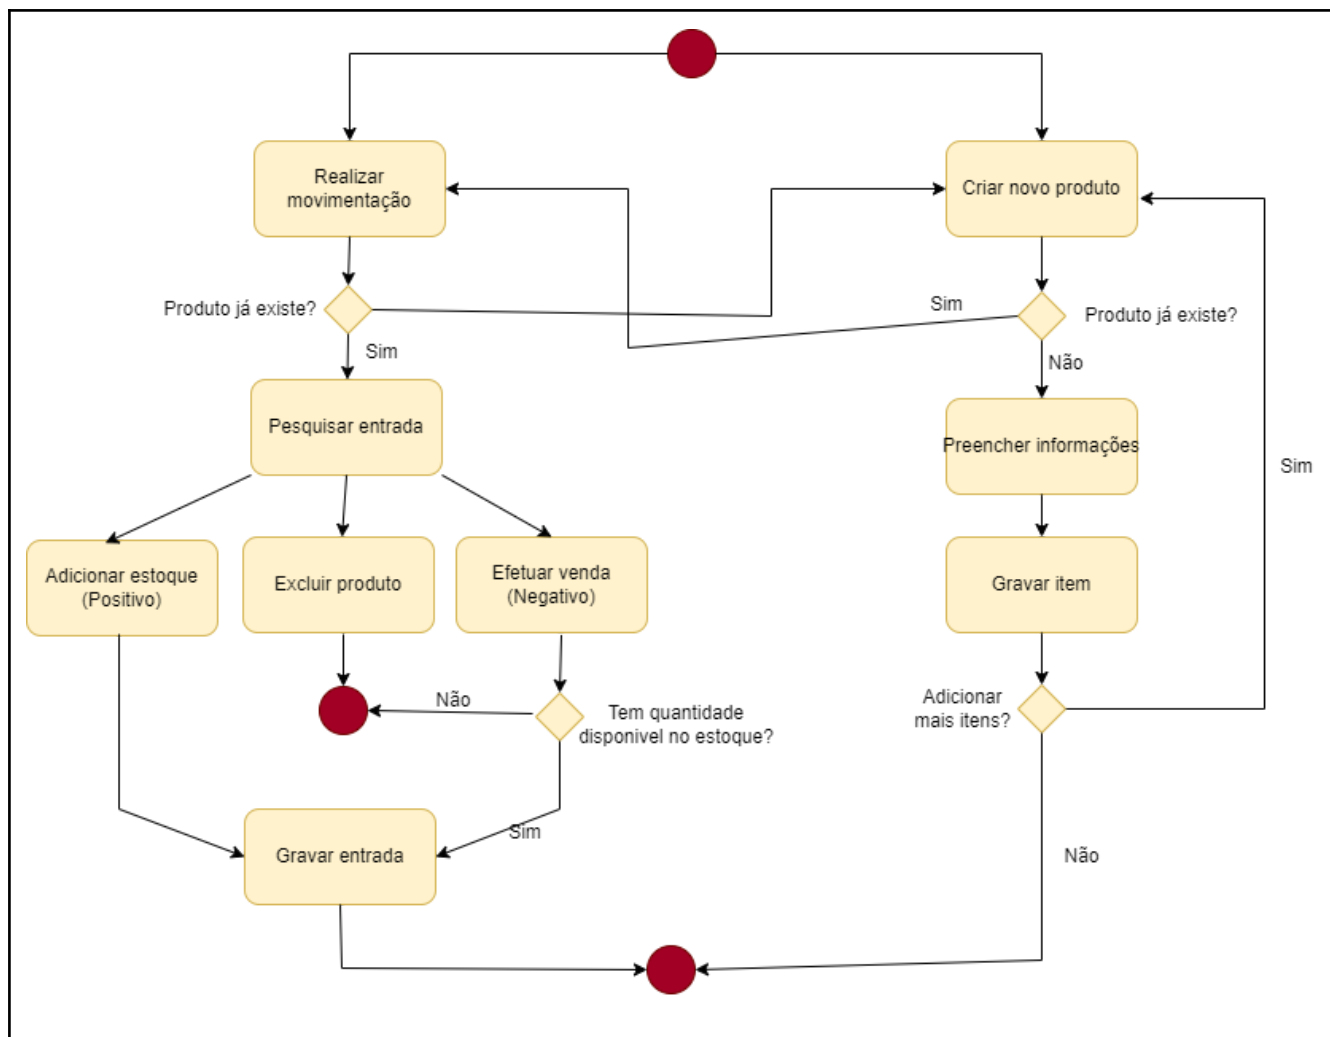 Realizar
movimentação
Criar novo produto
Produto já existe?
Sim
Produto já existe?
Sim
Não
Pesquisar entrada
Preencher informações
Sim
Adicionar estoque
(Positivo)
Excluir produto
Efetuar venda
(Negativo)
Gravar item
Não
Tem quantidade
disponivel no estoque?
Adicionar
mais itens?
Sim
Gravar entrada
Não